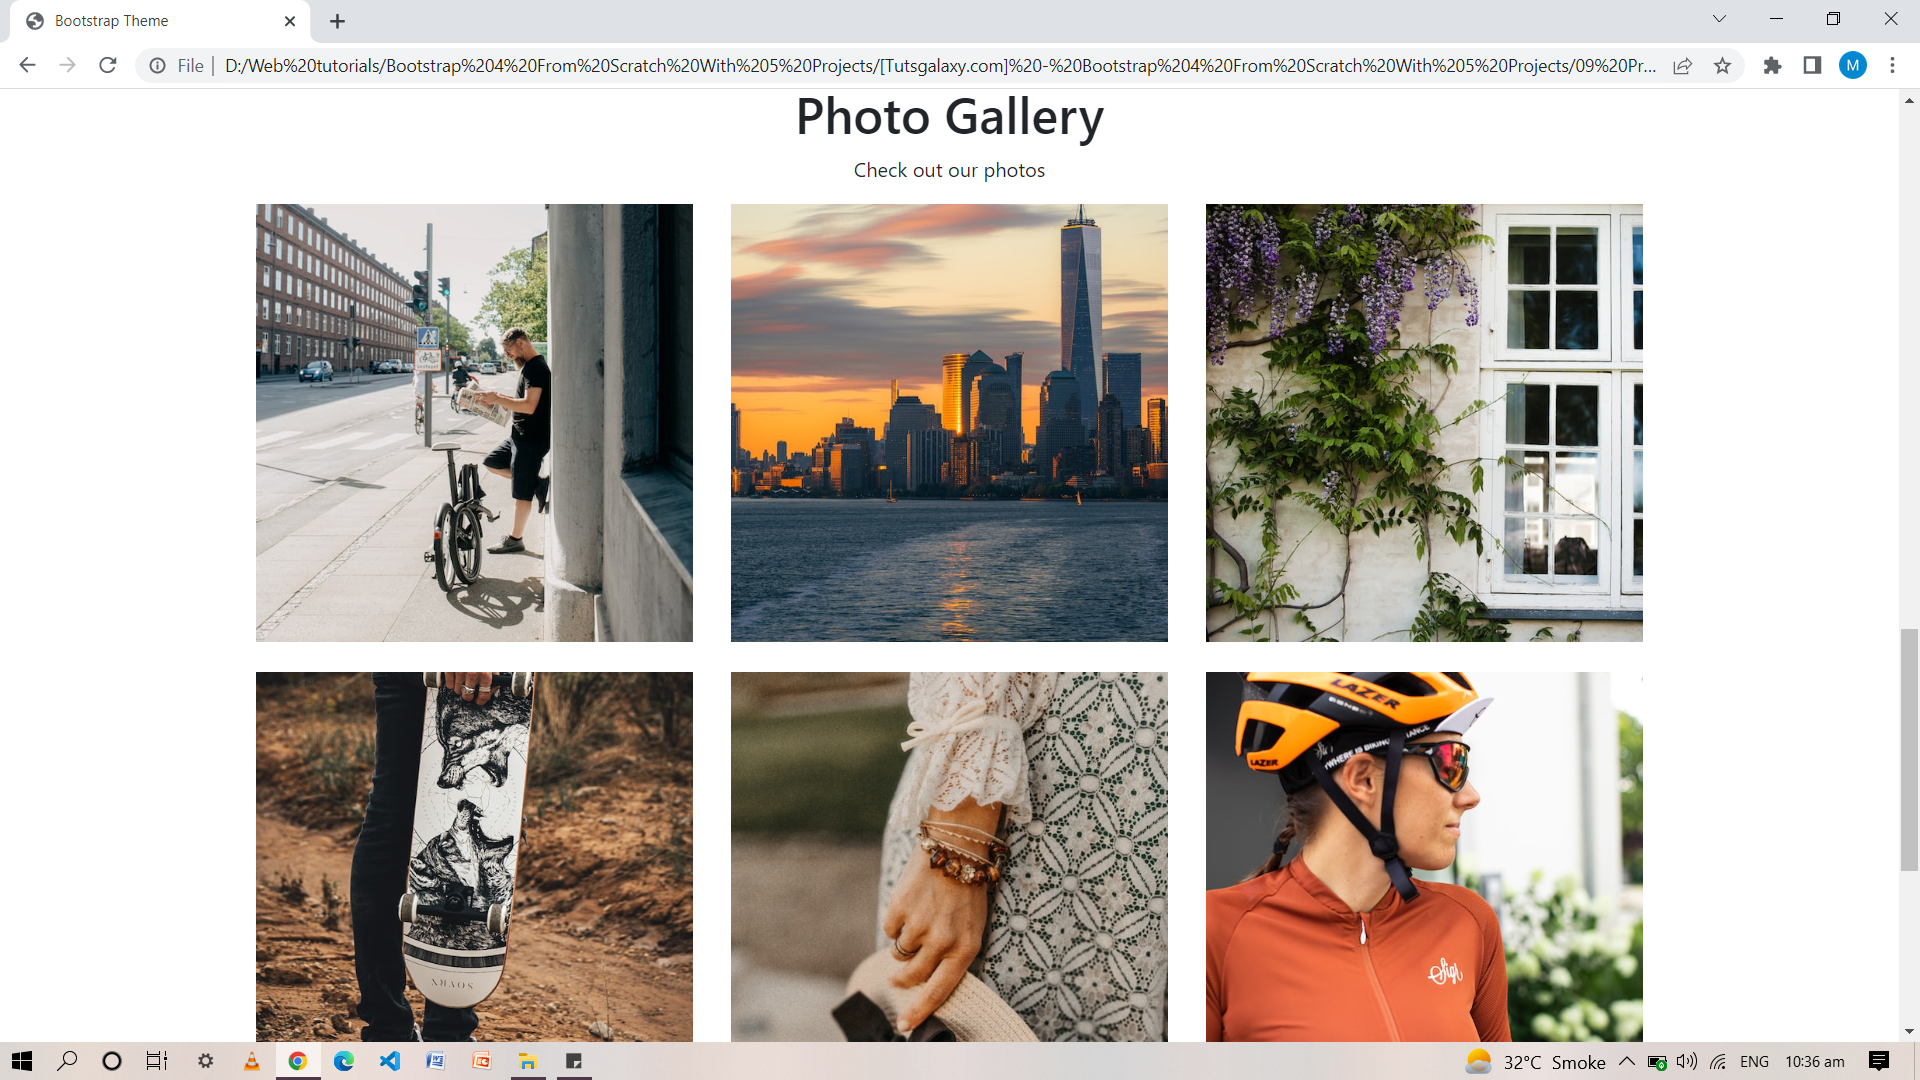 Bootstrap Theme
File
D:/Web%20tutorials/Bootstrap%204%20From%20Scratch%20With%205%20Projects/[Tutsgalaxy.com]%20-%20Bootstrap%204%20From%20Scratch%20With%205%20Projects/09%20Pr...
M
Photo Gallery
Check out our photos
LAZER
GENESIS
LAZER
SOVRN
32°C Smoke
ENG
10:36 am